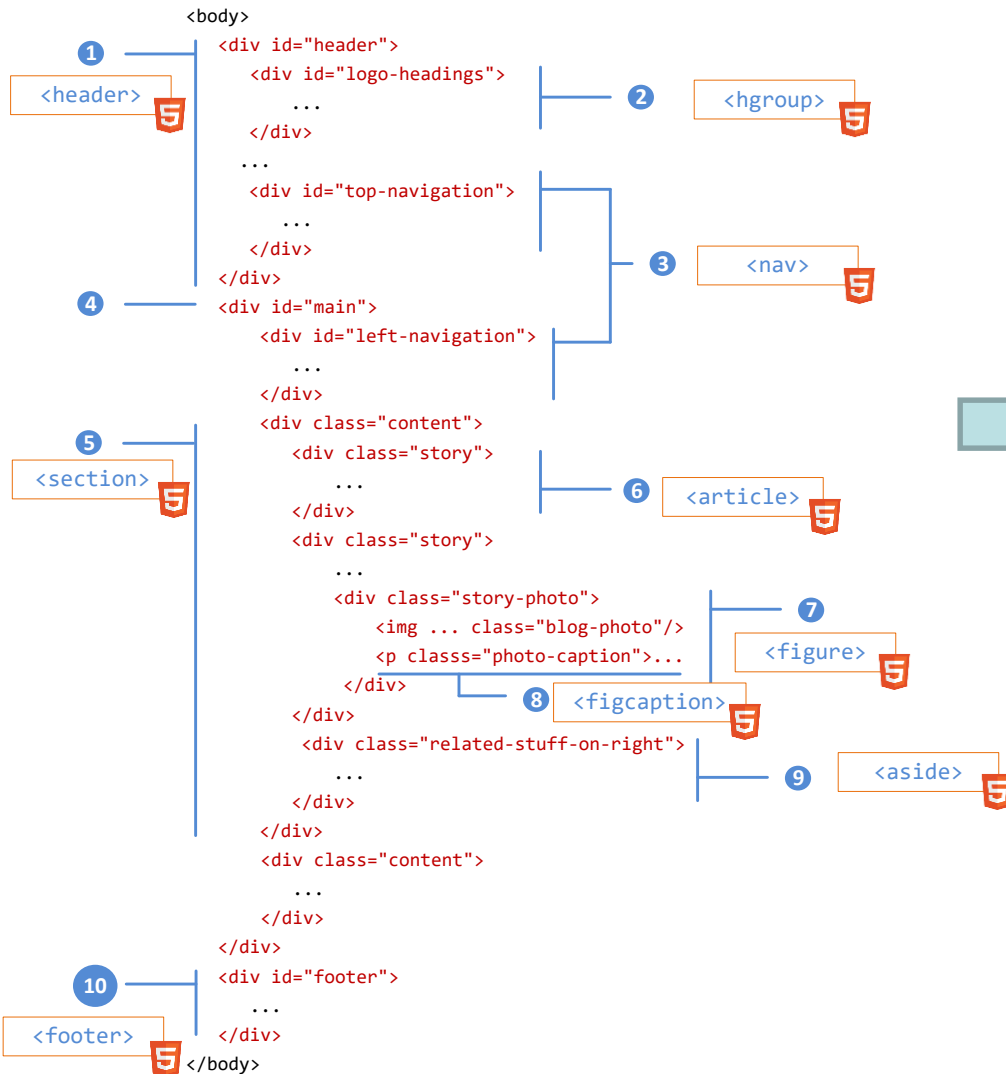 <body>
<div id="header">
1
<div id="logo-headings">
<header>
2
<hgroup>
...
</div>
...
<div id="top-navigation">
...
</div>
3
<nav>
</div>
4
<div id="main">
<div id="left-navigation">
...
</div>
<div class="content">
5
<div class="story">
<section>
...
6
<article>
</div>
<div class="story">
...
<div class="story-photo">
7
<img ... class="blog-photo"/>
<p classs="photo-caption">...
<figure>
</div>
8
<figcaption>
</div>
<div class="related-stuff-on-right">
...
9
<aside>
</div>
</div>
<div class="content">
...
</div>
</div>
<div id="footer">
10
...
<footer>
</div>
</body>